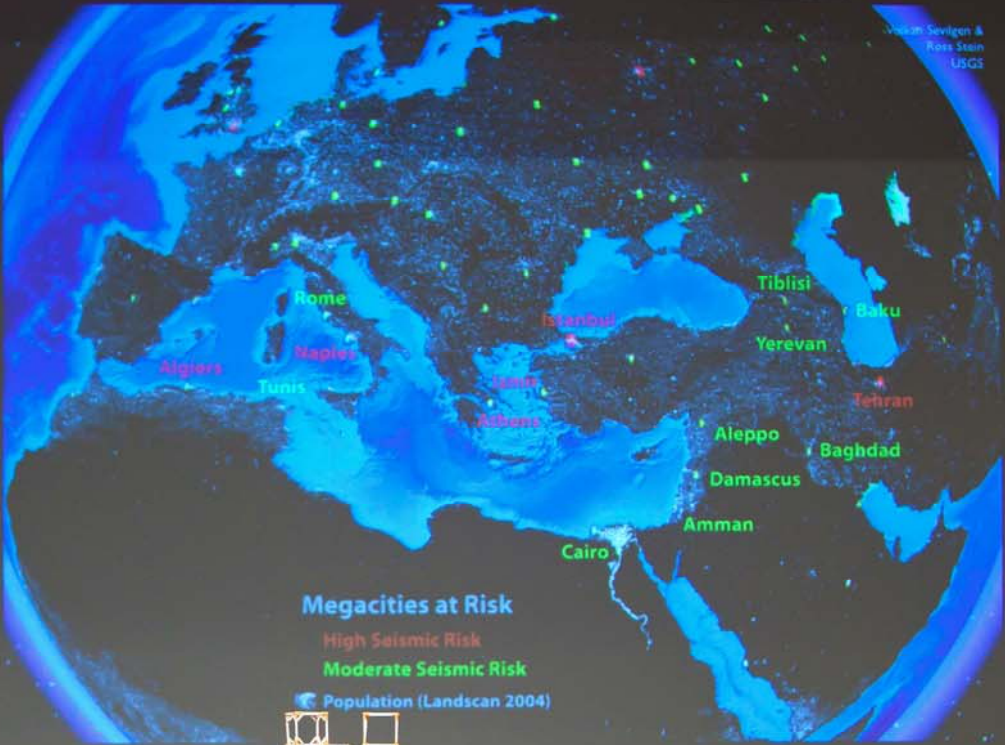 Volkan Sevilgen &
Ross Stein
USGS
Tiblisi
Rome
Baku
Istanbul
Yerevan
Naples
Algiers
Izmir
Tunis
Tehran
Athens
Aleppo
Baghdad
Damascus
Amman
Cairo
Megacities at Risk
High Seismic Risk
Moderate Seismic Risk
Population (Landscan 2004)